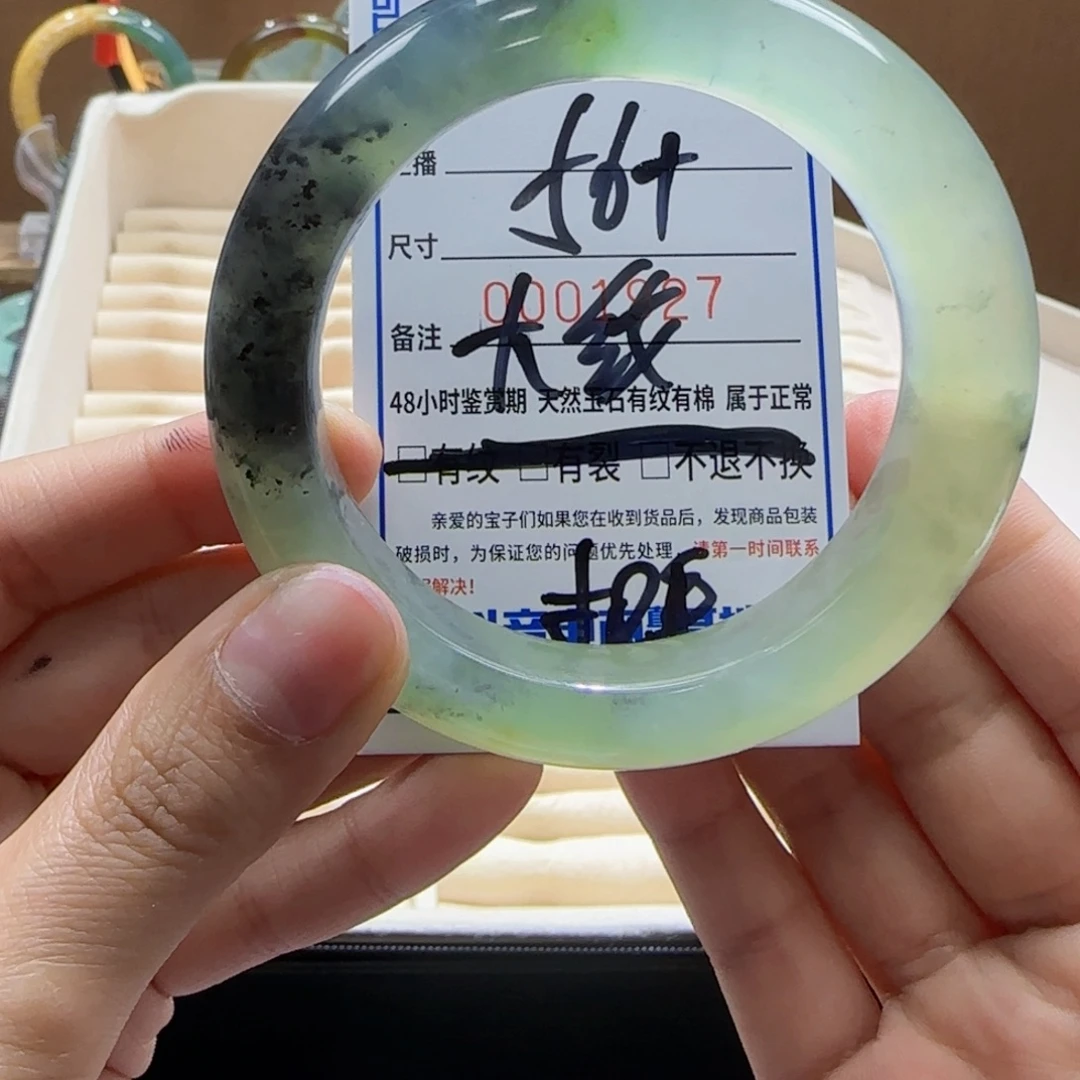 播
56+
尺寸
0001927
大纹
备注
48小时鉴赏期 天然玉石有纹有棉 属于正常
□有纹 □有裂 □不退不换
亲爱的宝子们如果您在收到货品后，发现商品包装
破损时，为保证您的问题优先处理，请第一时间联系
解决！